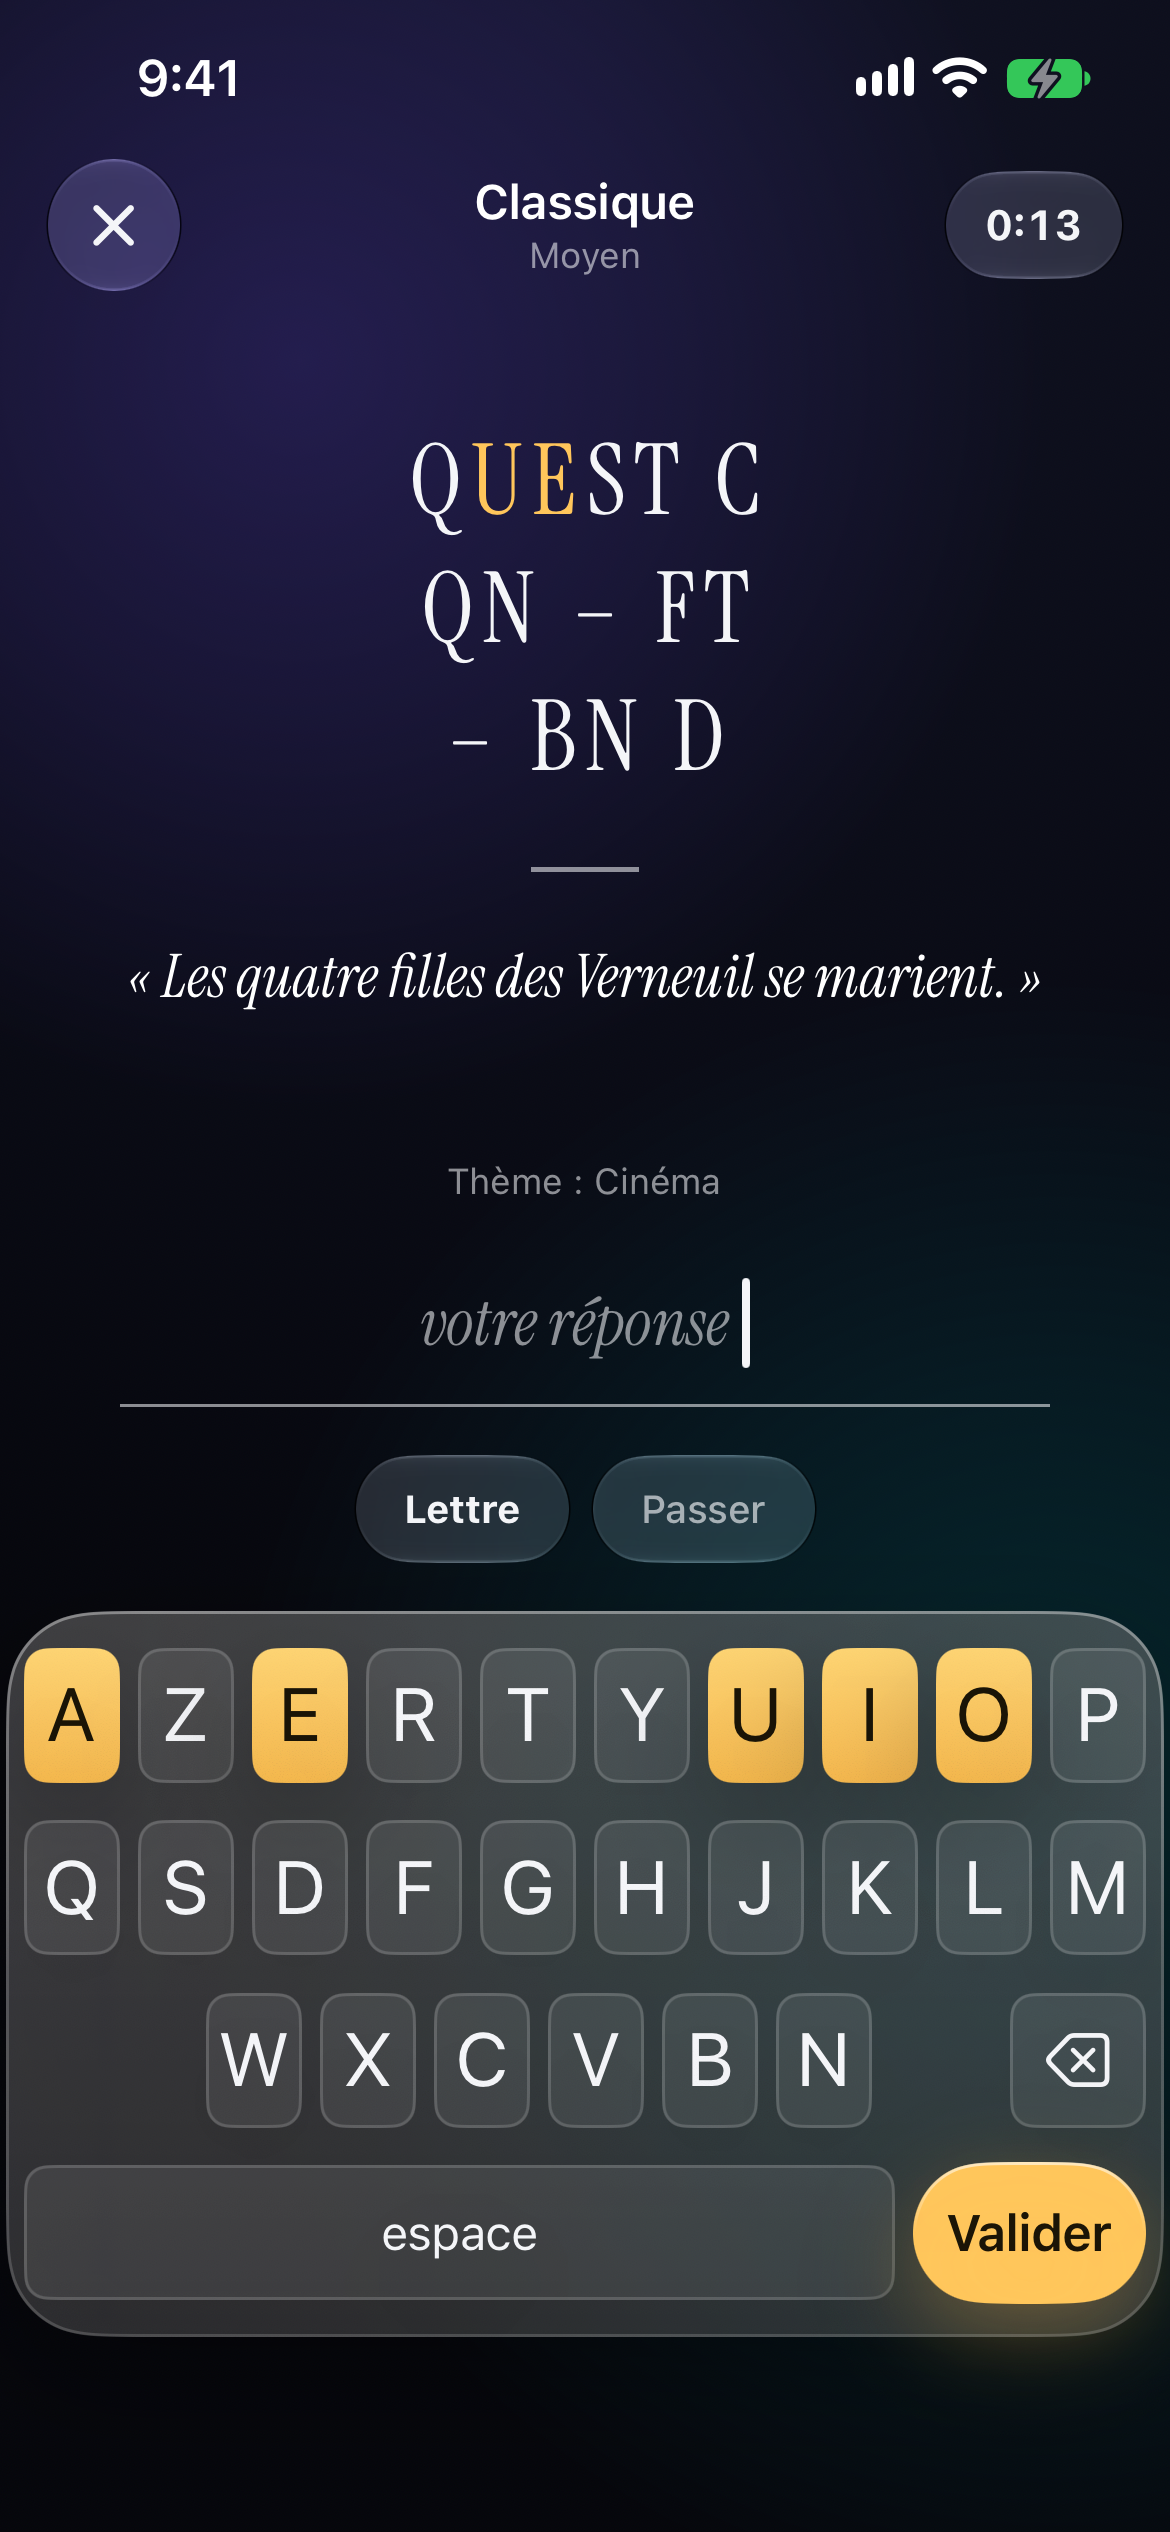 9:41
Classique
Moyen
0:13
QUEST C
QN – FT
– BN D
« Les quatre filles des Verneuil se marient. »
Thème : Cinéma
votre réponse
Lettre
Passer
A Z E R T Y U I O P
Q S D F G H J K L M
W X C V B N
espace
Valider